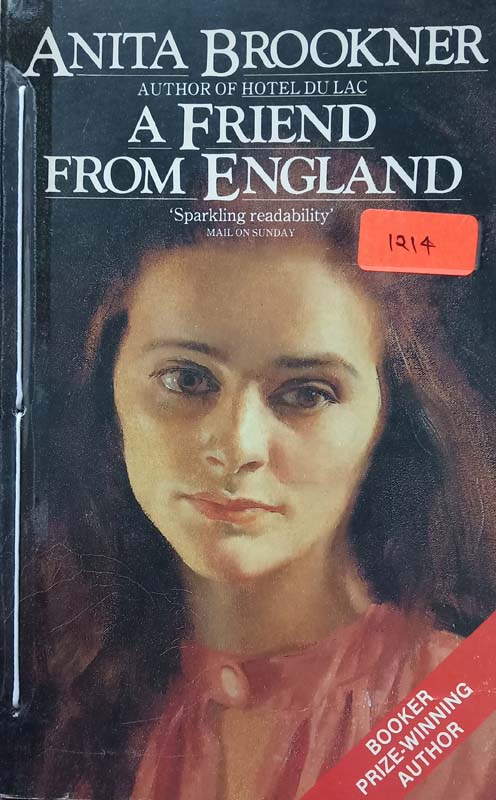 ANITA BROOKNER
AUTHOR OF HOTEL DU LAC
A FRIEND
FROM ENGLAND
'Sparkling readability'
MAIL ON SUNDAY
1214
BOOKER
PRIZE-WINNING
AUTHOR